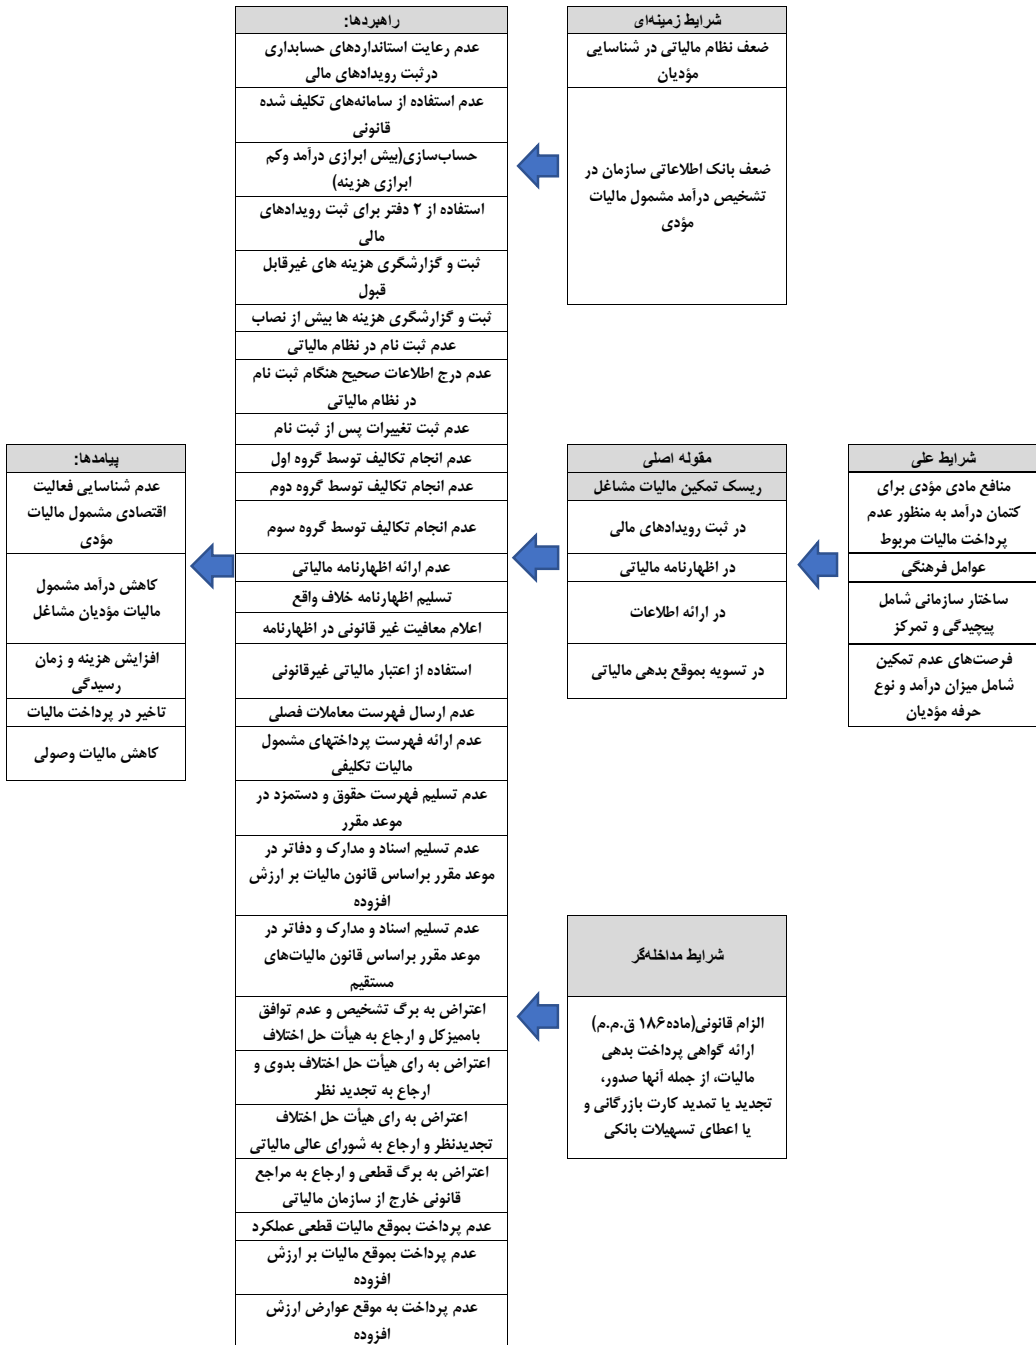 شرایط زمینه‌ای
ضعف نظام مالیاتی در شناسایی
مؤدیان
ضعف بانک اطلاعاتی سازمان در
تشخیص درآمد مشمول مالیات
مؤدی
شرایط علی
منافع مادی مؤدی برای
کتمان درآمد به منظور عدم
پرداخت مالیات مربوط
عوامل فرهنگی
ساختار سازمانی شامل
پیچیدگی و تمرکز
فرصت‌های عدم تمکین
شامل میزان درآمد و نوع
حرفه مؤدیان
مقوله اصلی
ریسک تمکین مالیات مشاغل
در ثبت رویدادهای مالی
در اظهارنامه مالیاتی
در ارائه اطلاعات
در تسویه بموقع بدهی مالیاتی
شرایط مداخله‌گر
الزام قانونی(ماده۱۸۶ ق.م.م)
ارائه گواهی پرداخت بدهی
مالیات، از جمله آنها صدور،
تجدید یا تمدید کارت بازرگانی و
یا اعطای تسهیلات بانکی
راهبردها:
عدم رعایت استانداردهای حسابداری
درثبت رویدادهای مالی
عدم استفاده از سامانه‌های تکلیف شده
قانونی
حساب‌سازی(بیش ابرازی درآمد وکم
ابرازی هزینه)
استفاده از ۲ دفتر برای ثبت رویدادهای
مالی
ثبت و گزارشگری هزینه های غیرقابل
قبول
ثبت و گزارشگری هزینه ها بیش از نصاب
عدم ثبت نام در نظام مالیاتی
عدم درج اطلاعات صحیح هنگام ثبت نام
در نظام مالیاتی
عدم ثبت تغییرات پس از ثبت نام
عدم انجام تکالیف توسط گروه اول
عدم انجام تکالیف توسط گروه دوم
عدم انجام تکالیف توسط گروه سوم
عدم ارائه اظهارنامه مالیاتی
تسلیم اظهارنامه خلاف واقع
اعلام معافیت غیر قانونی در اظهارنامه
استفاده از اعتبار مالیاتی غیرقانونی
عدم ارسال فهرست معاملات فصلی
عدم ارائه فهرست پرداختهای مشمول
مالیات تکلیفی
عدم تسلیم فهرست حقوق و دستمزد در
موعد مقرر
عدم تسلیم اسناد و مدارک و دفاتر در
موعد مقرر براساس قانون مالیات بر ارزش
افزوده
عدم تسلیم اسناد و مدارک و دفاتر در
موعد مقرر براساس قانون مالیات‌های
مستقیم
اعتراض به برگ تشخیص و عدم توافق
باممیزکل و ارجاع به هیأت حل اختلاف
اعتراض به رای هیأت حل اختلاف بدوی و
ارجاع به تجدید نظر
اعتراض به رای هیأت حل اختلاف
تجدیدنظر و ارجاع به شورای عالی مالیاتی
اعتراض به برگ قطعی و ارجاع به مراجع
قانونی خارج از سازمان مالیاتی
عدم پرداخت بموقع مالیات قطعی عملکرد
عدم پرداخت بموقع مالیات بر ارزش
افزوده
عدم پرداخت به موقع عوارض ارزش
افزوده
پیامدها:
عدم شناسایی فعالیت
اقتصادی مشمول مالیات
مؤدی
کاهش درآمد مشمول
مالیات مؤدیان مشاغل
افزایش هزینه و زمان
رسیدگی
تاخیر در پرداخت مالیات
کاهش مالیات وصولی